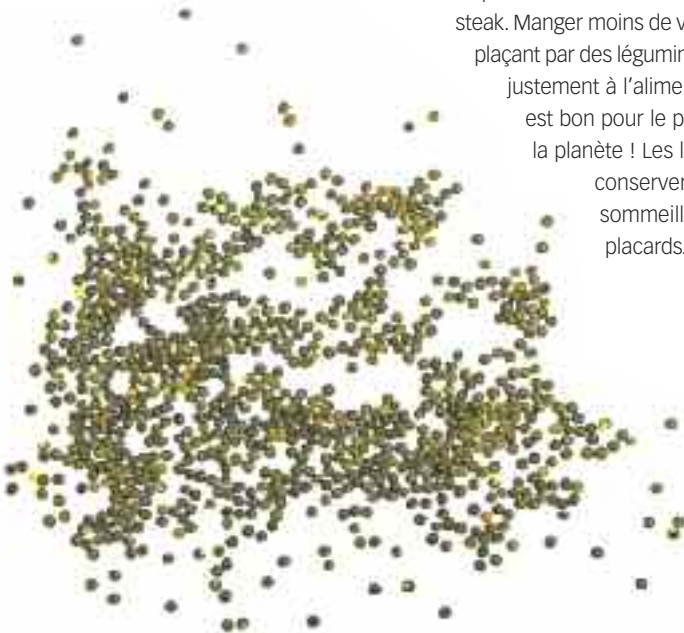 steak. Manger moins de v
plaçant par des légumin
justement à l'alime
est bon pour le p
la planète ! Les l
conserver
sommeill
placards.